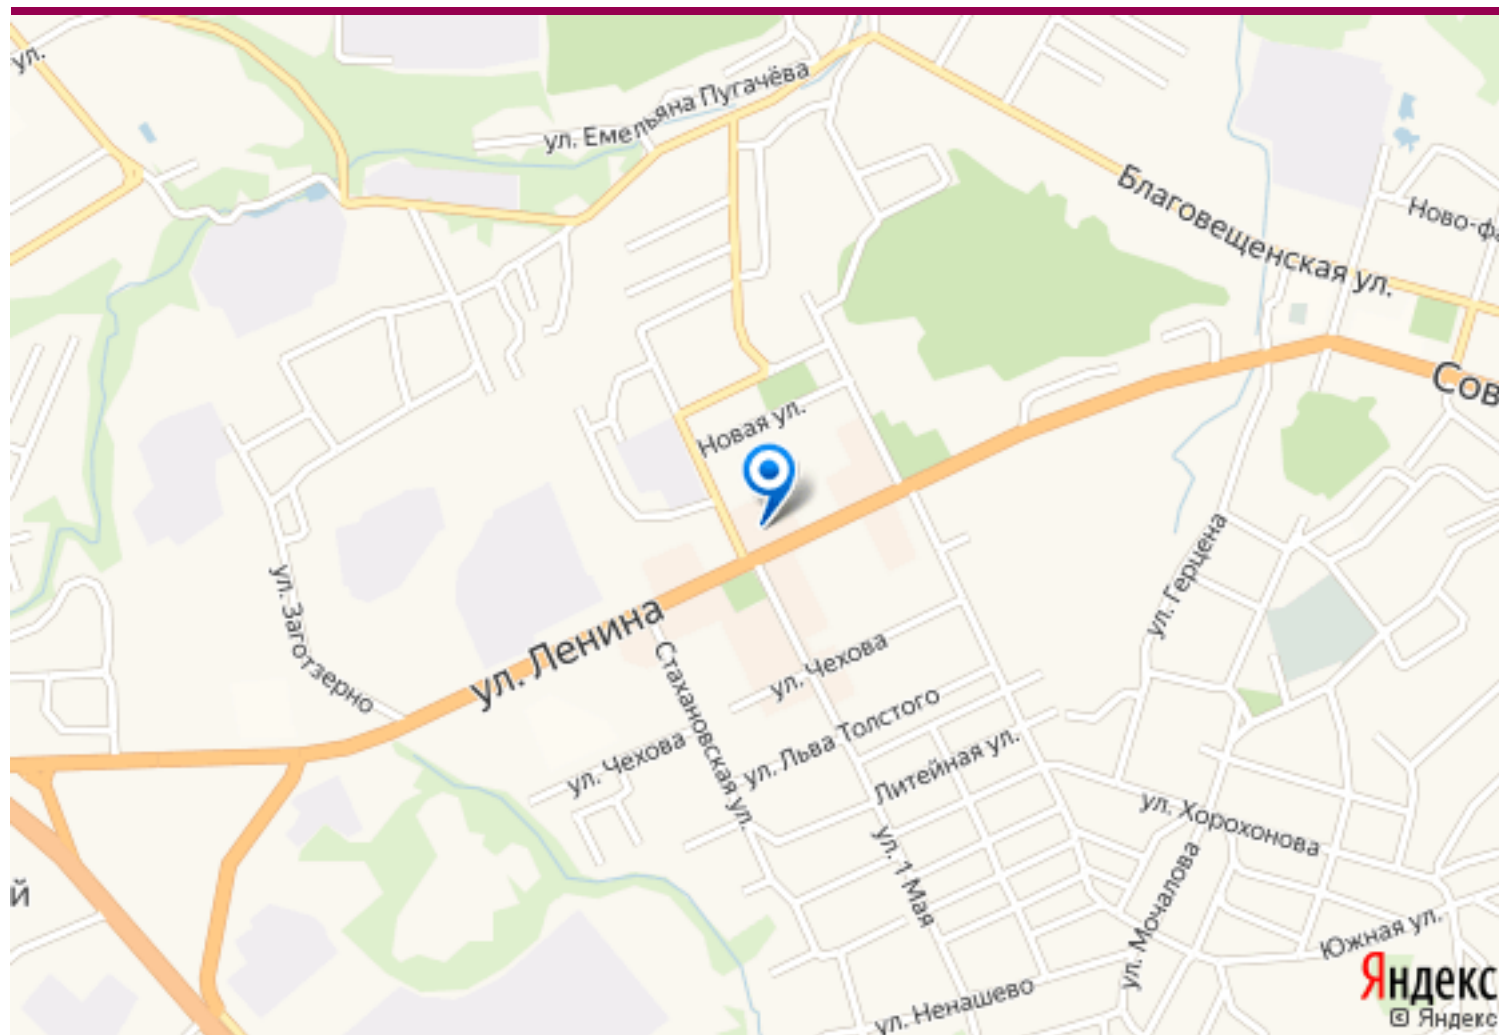 ул.
ул. Емельяна Пугачёва
Благовещенская ул.
Ново-фа
Сов
Новая ул.
ул. Герцена
ул. Заготзерно
ул. Ленина
Стахановская ул.
ул. Чехова
ул. Чехова
ул. Льва Толстого
Литейная ул.
ул. Хорохонова
ул. 1 Мая
ул. Мочалова
й
Южная ул.
ул. Ненашево
Яндекс
© Яндекс